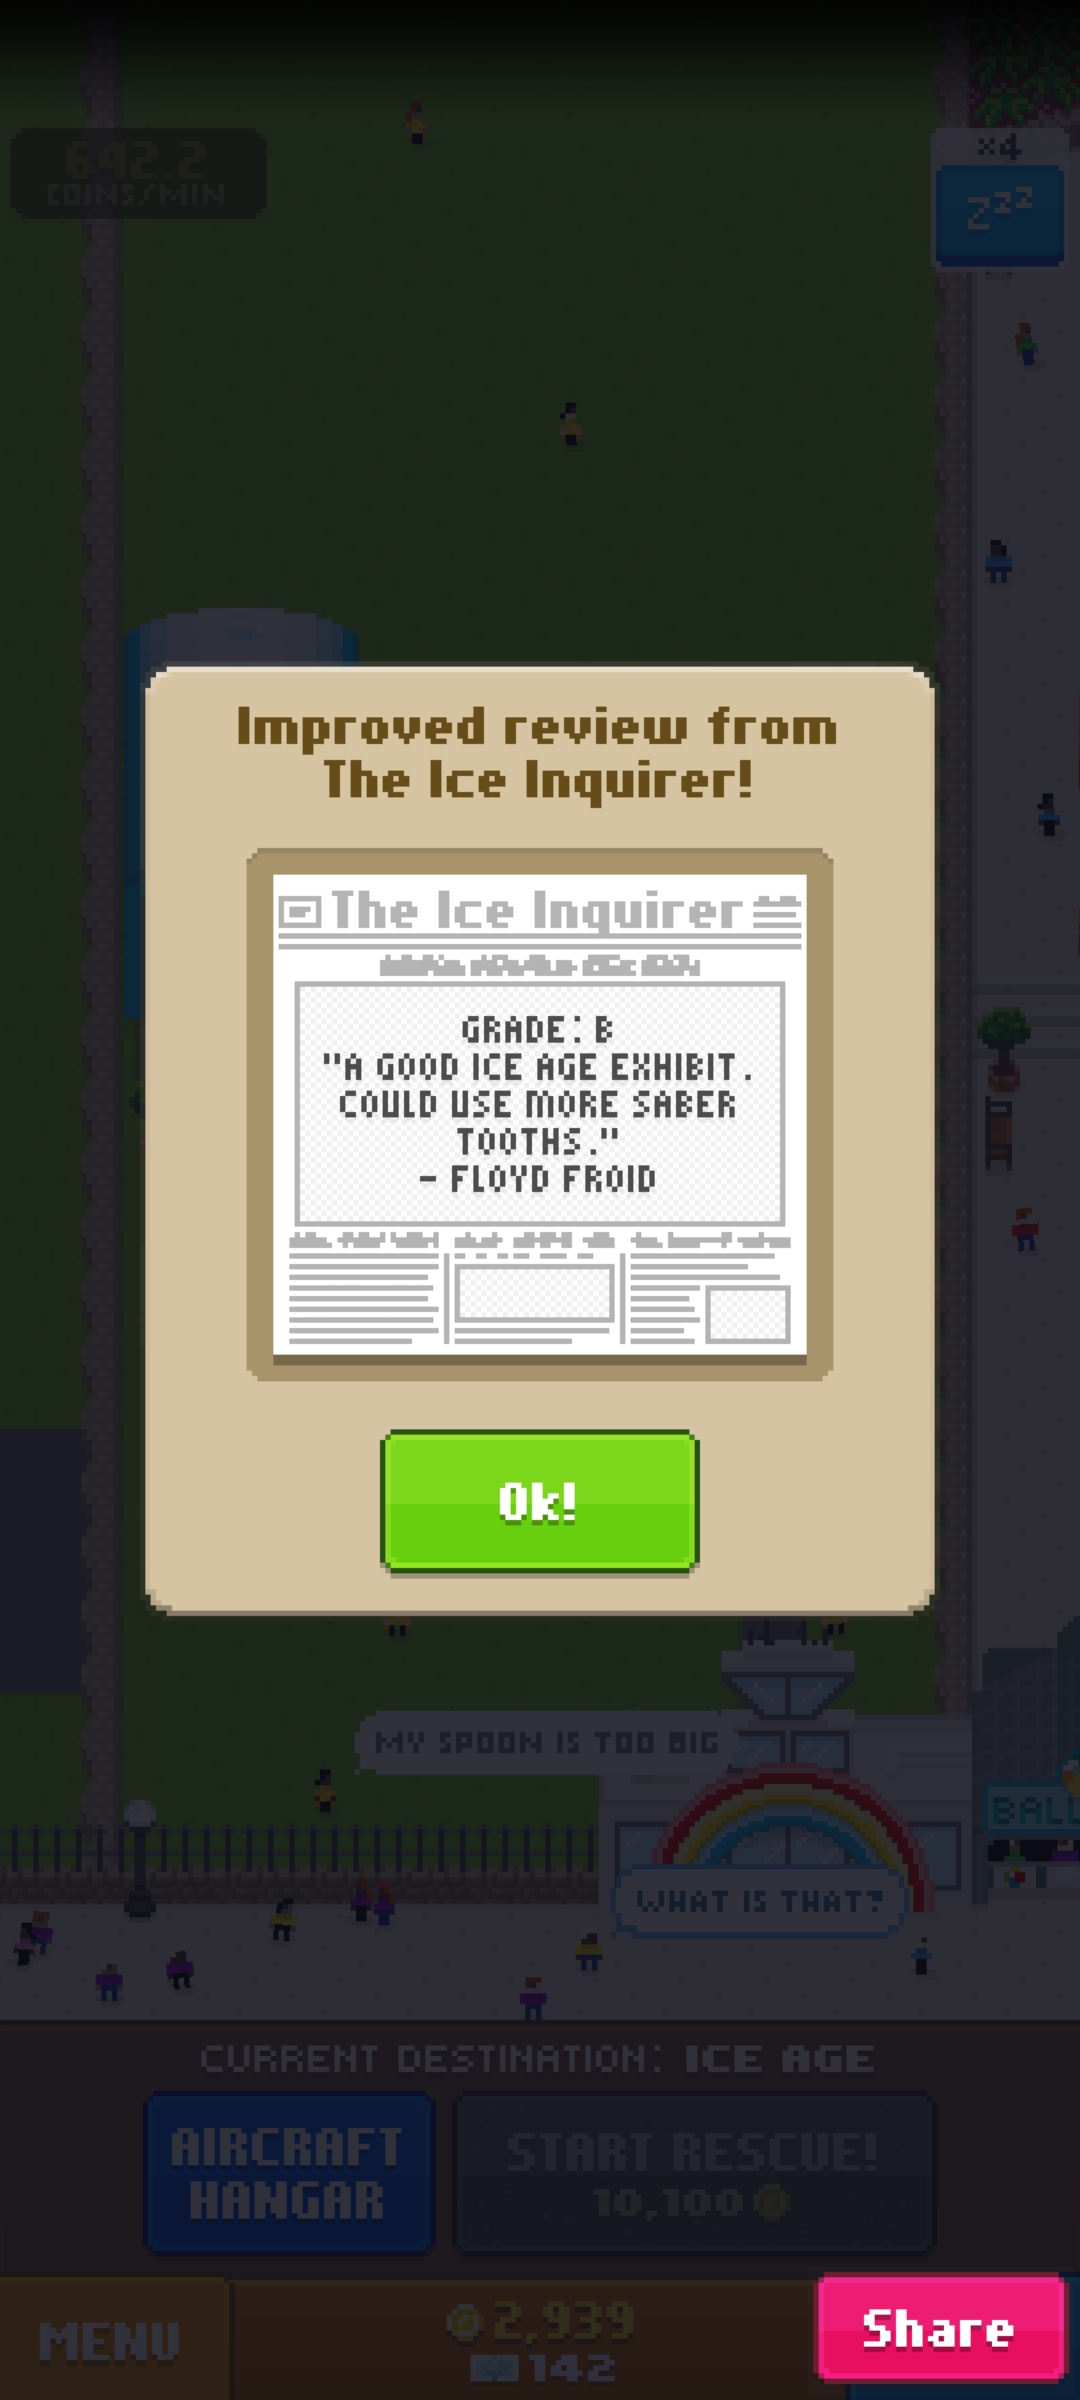 642.2
COINS/MIN
x4
Zzz
Improved review from
The Ice Inquirer!
The Ice Inquirer
GRADE: B
"A GOOD ICE AGE EXHIBIT.
COULD USE MORE SABER
TOOTHS."
- FLOYD FROID
Ok!
MY SPOON IS TOO BIG
BALL
WHAT IS THAT?
CURRENT DESTINATION: ICE AGE
AIRCRAFT
HANGAR
START RESCUE!
10,100
MENU
2,939
142
Share